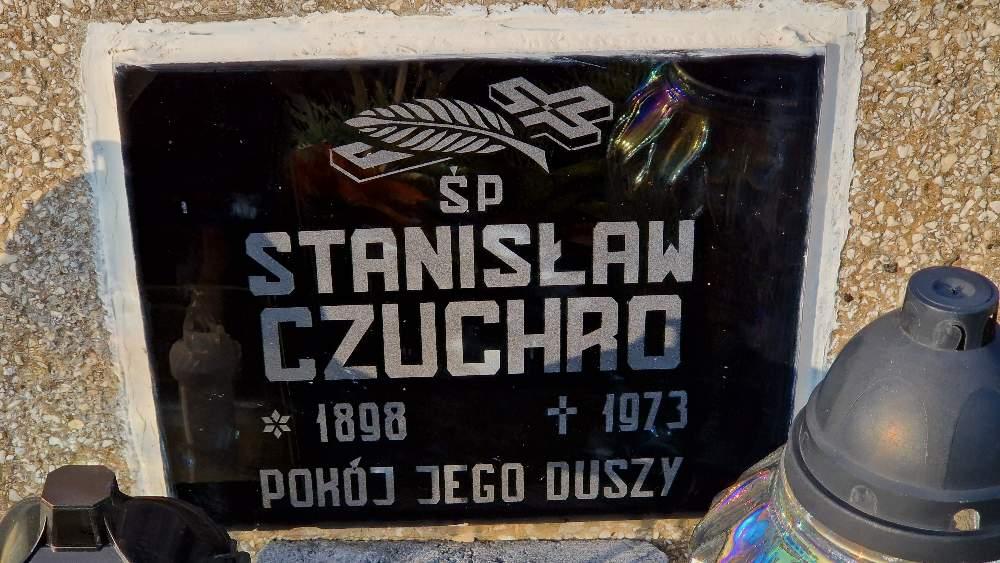 ŚP
STANISŁAW
CZUCHRO
* 1898 ✝ 1973
POKÓJ JEGO DUSZY